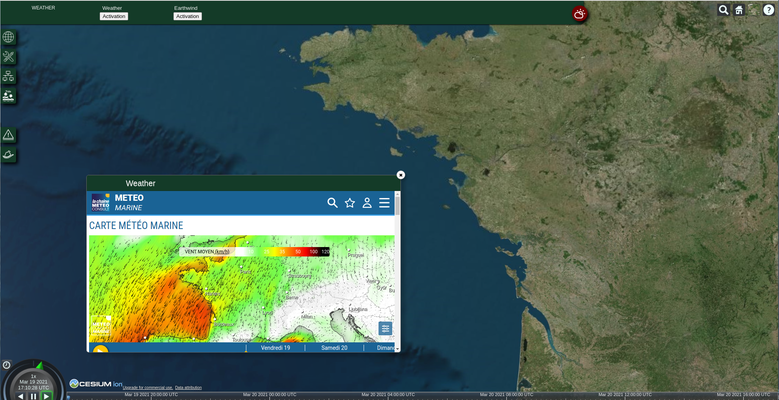 WEATHER
Weather
Earthwind
Activation
Activation
?
Weather
la chaîne
METEO
METEO
MARINE
CARTE MÉTÉO MARINE
VENT MOYEN (km/h)
50 100 120
Prague
Vendredi 19
Samedi 20
Diman
1x
Mar 19 2021
17:10:28 UTC
CESIUM ion
Upgrade for commercial use.
Data attribution
Mar 19 2021 20:00:00 UTC
Mar 20 2021 00:00:00 UTC
Mar 20 2021 04:00:00 UTC
Mar 20 2021 08:00:00 UTC
Mar 20 2021 12:00:00 UTC
Mar 20 2021 16:00:00 UTC